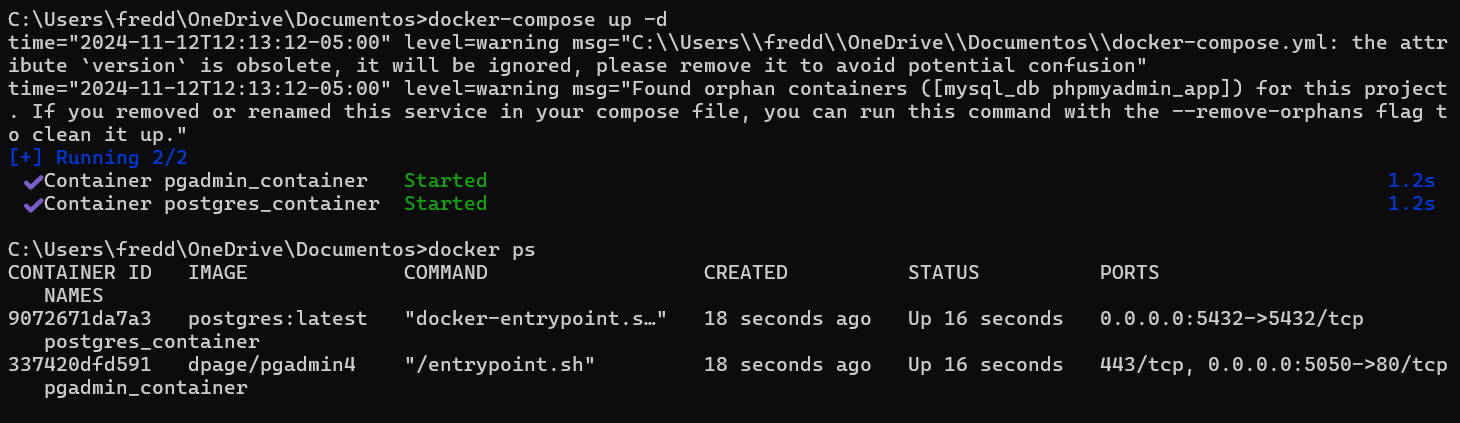 C:\Users\fredd\OneDrive\Documentos>docker-compose up -d
time="2024-11-12T12:13:12-05:00" level=warning msg="C:\\Users\\fredd\\OneDrive\\Documentos\\docker-compose.yml: the attr
ibute `version` is obsolete, it will be ignored, please remove it to avoid potential confusion"
time="2024-11-12T12:13:12-05:00" level=warning msg="Found orphan containers ([mysql_db phpmyadmin_app]) for this project
. If you removed or renamed this service in your compose file, you can run this command with the --remove-orphans flag t
o clean it up."
[+] Running 2/2
✔Container pgadmin_container   Started   1.2s
✔Container postgres_container  Started   1.2s
C:\Users\fredd\OneDrive\Documentos>docker ps
CONTAINER ID   IMAGE             COMMAND                  CREATED          STATUS          PORTS
NAMES
9072671da7a3   postgres:latest   "docker-entrypoint.s…"   18 seconds ago   Up 16 seconds   0.0.0.0:5432->5432/tcp
postgres_container
337420dfd591   dpage/pgadmin4    "/entrypoint.sh"         18 seconds ago   Up 16 seconds   443/tcp, 0.0.0.0:5050->80/tcp
pgadmin_container